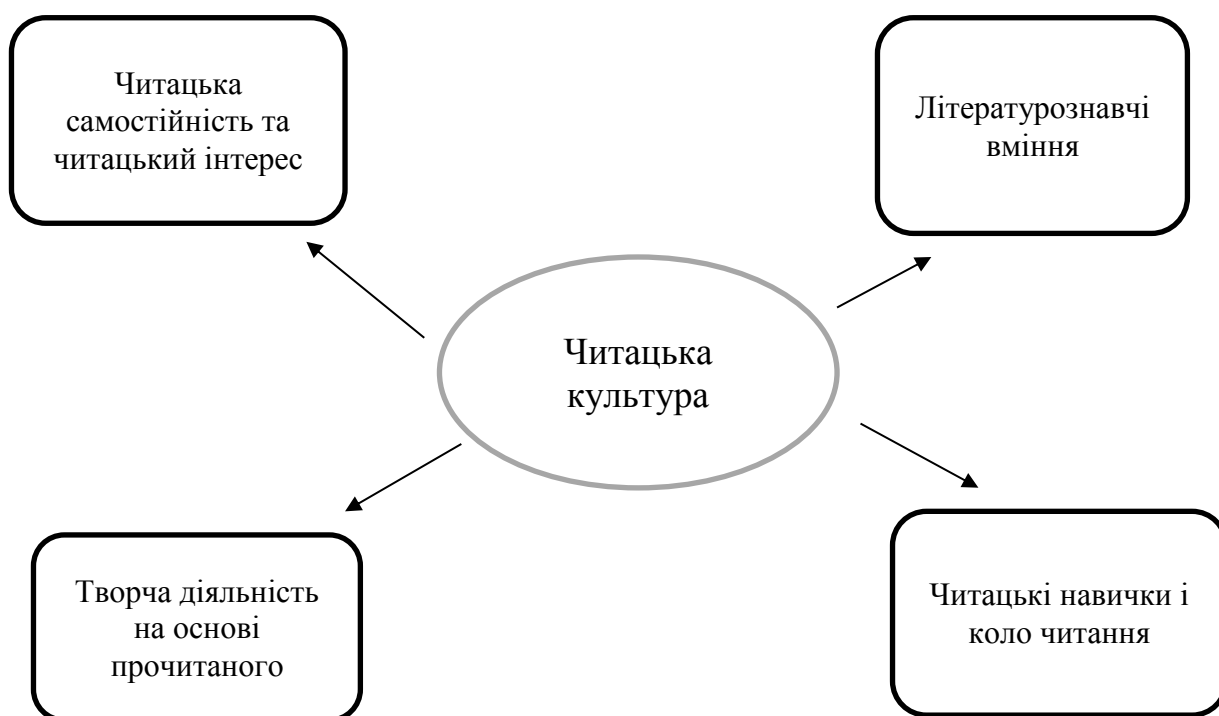 Читацька
самостійність та
читацький інтерес
Літературознавчі
вміння
Читацька
культура
Творча діяльність
на основі
прочитаного
Читацькі навички і
коло читання